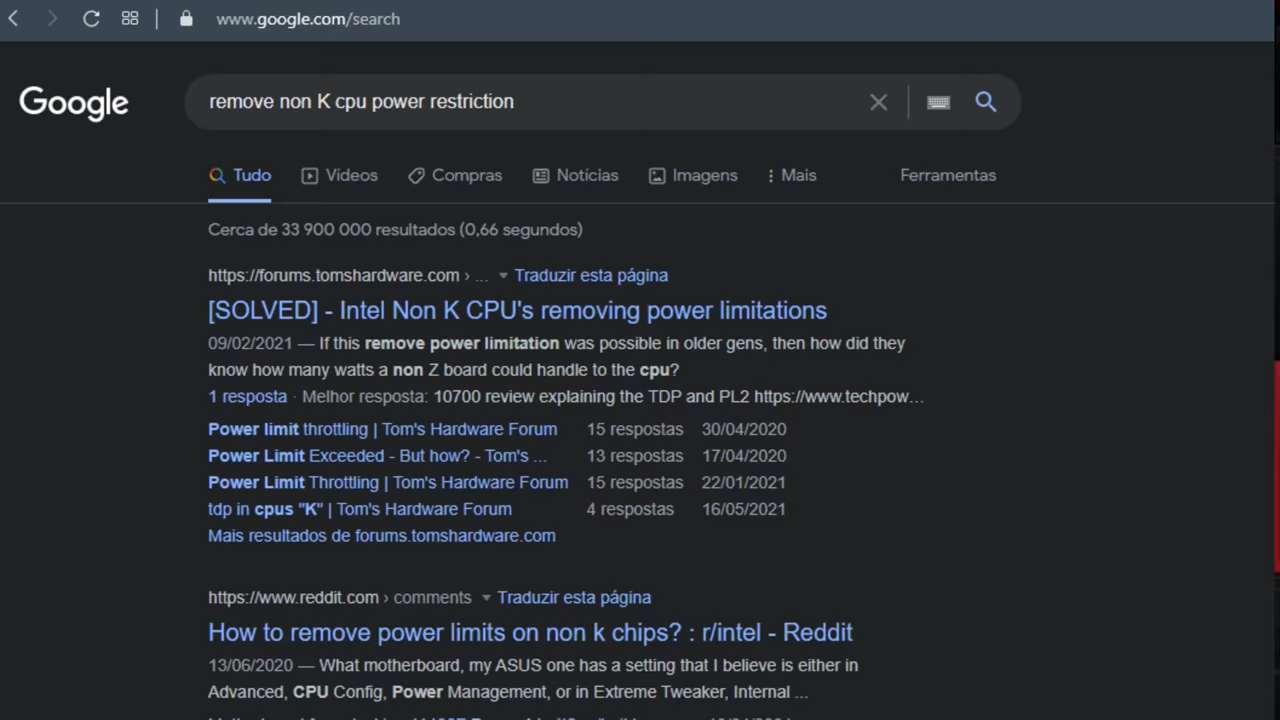 www.google.com/search
Google
remove non K cpu power restriction
Tudo Vídeos Compras Notícias Imagens Mais Ferramentas
Cerca de 33 900 000 resultados (0,66 segundos)
https://forums.tomshardware.com › ... Traduzir esta página
[SOLVED] - Intel Non K CPU's removing power limitations
09/02/2021 — If this remove power limitation was possible in older gens, then how did they
know how many watts a non Z board could handle to the cpu?
1 resposta · Melhor resposta: 10700 review explaining the TDP and PL2 https://www.techpow...
Power limit throttling | Tom's Hardware Forum 15 respostas 30/04/2020
Power Limit Exceeded - But how? - Tom's ... 13 respostas 17/04/2020
Power Limit Throttling | Tom's Hardware Forum 15 respostas 22/01/2021
tdp in cpus "K" | Tom's Hardware Forum 4 respostas 16/05/2021
Mais resultados de forums.tomshardware.com
https://www.reddit.com › comments Traduzir esta página
How to remove power limits on non k chips? : r/intel - Reddit
13/06/2020 — What motherboard, my ASUS one has a setting that I believe is either in
Advanced, CPU Config, Power Management, or in Extreme Tweaker, Internal ...